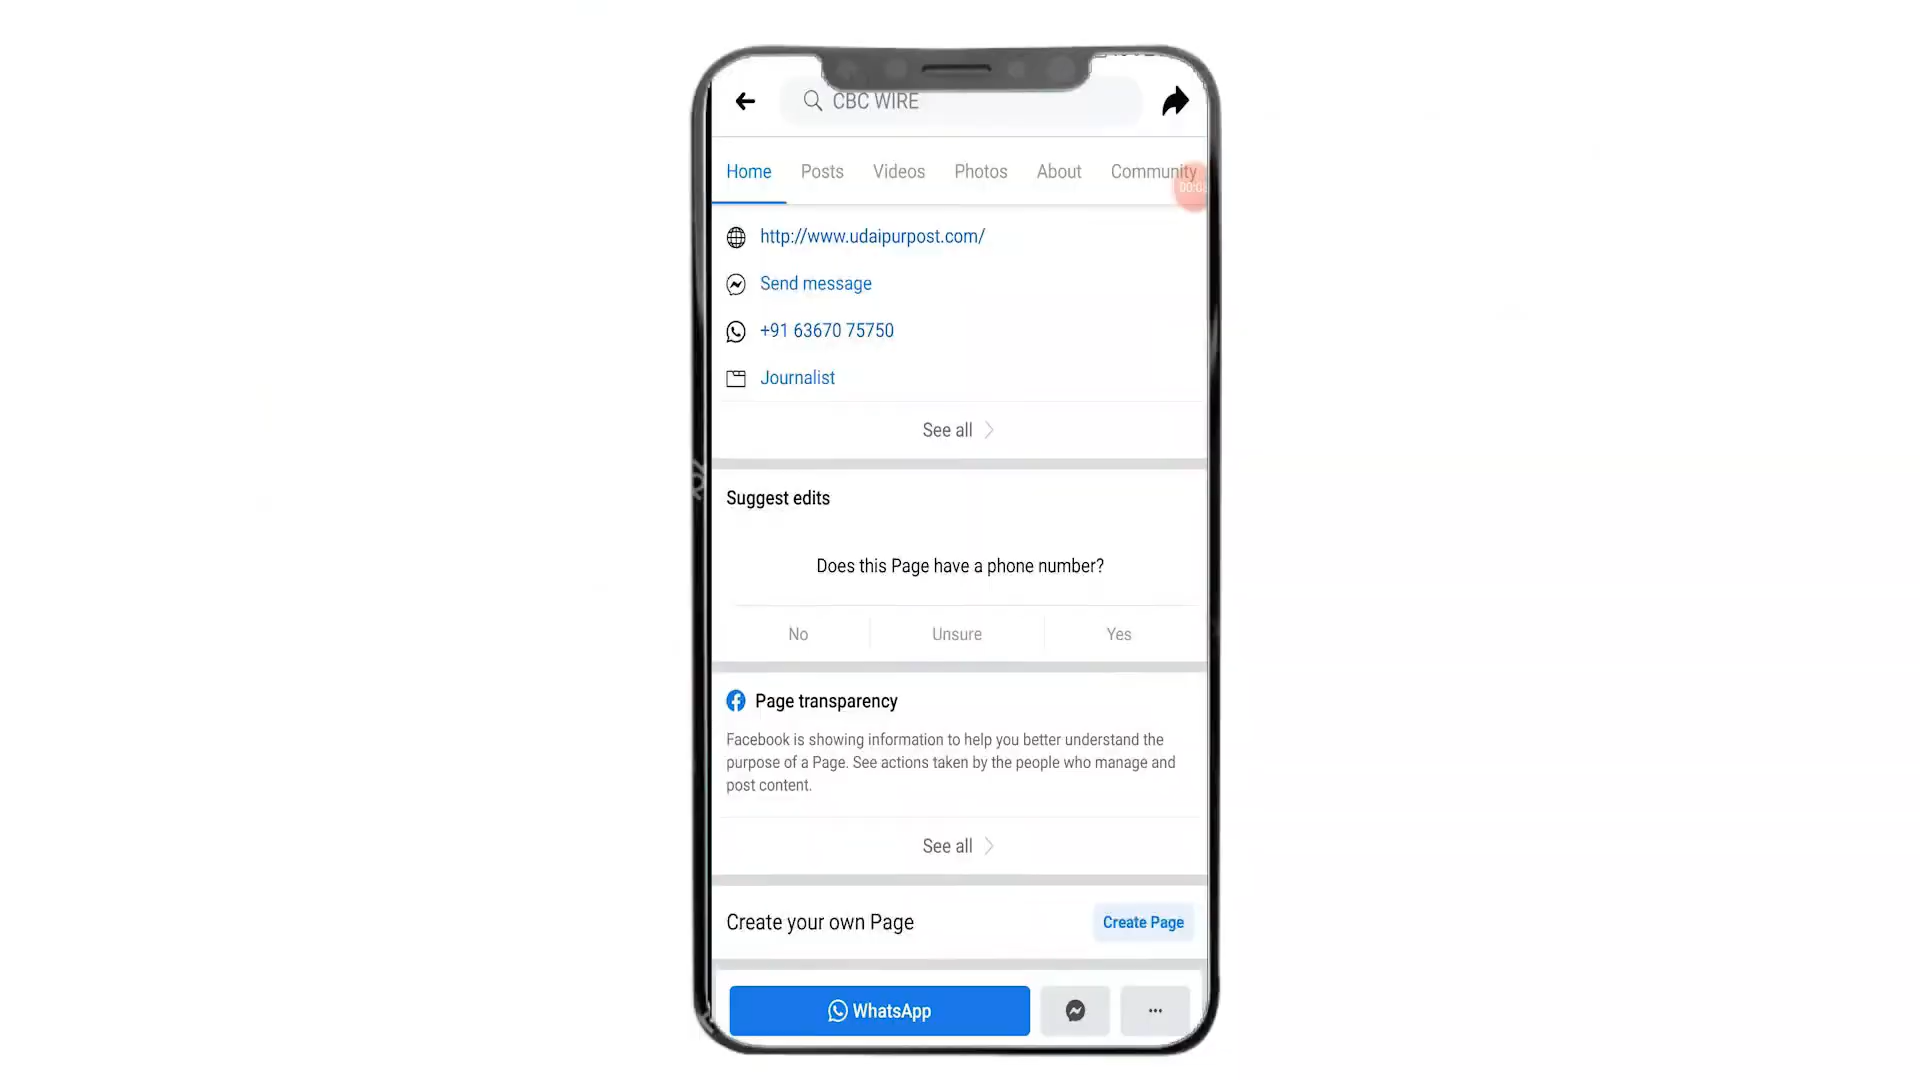 CBC WIRE
Home Posts Videos Photos About Community
00:0
http://www.udaipurpost.com/
Send message
+91 63670 75750
Journalist
See all
Suggest edits
Does this Page have a phone number?
No Unsure Yes
Page transparency
Facebook is showing information to help you better understand the
purpose of a Page. See actions taken by the people who manage and
post content.
See all
Create your own Page Create Page
WhatsApp